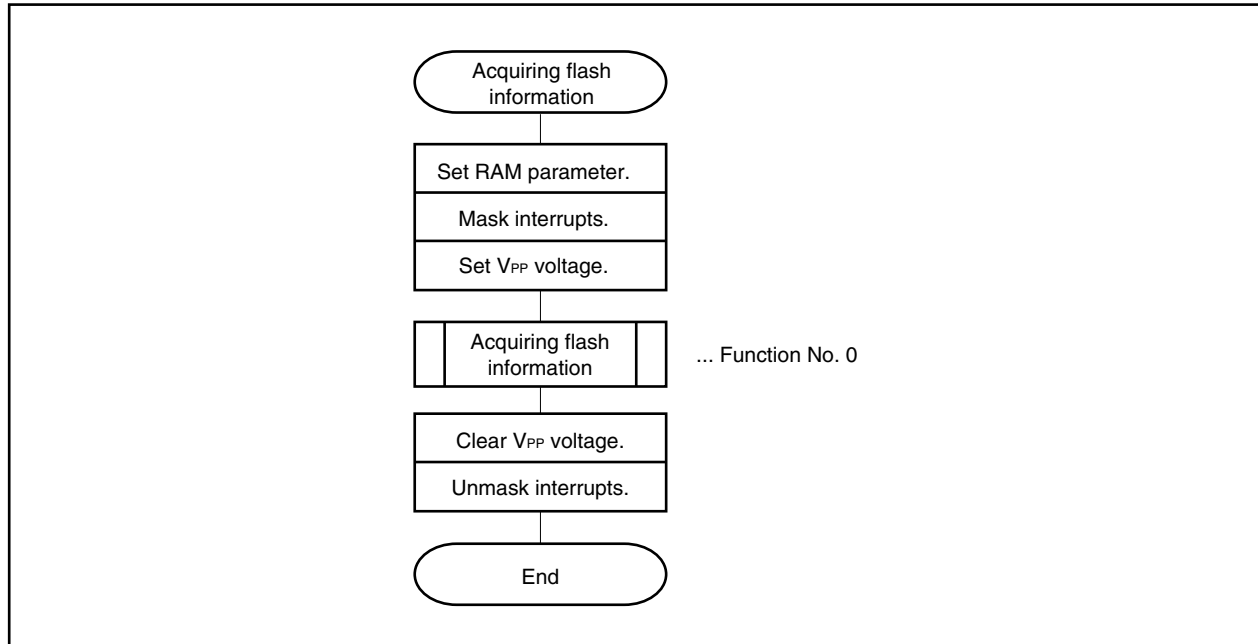 Acquiring flash
information
Set RAM parameter.
Mask interrupts.
Set VPP voltage.
Acquiring flash
information
... Function No. 0
Clear VPP voltage.
Unmask interrupts.
End